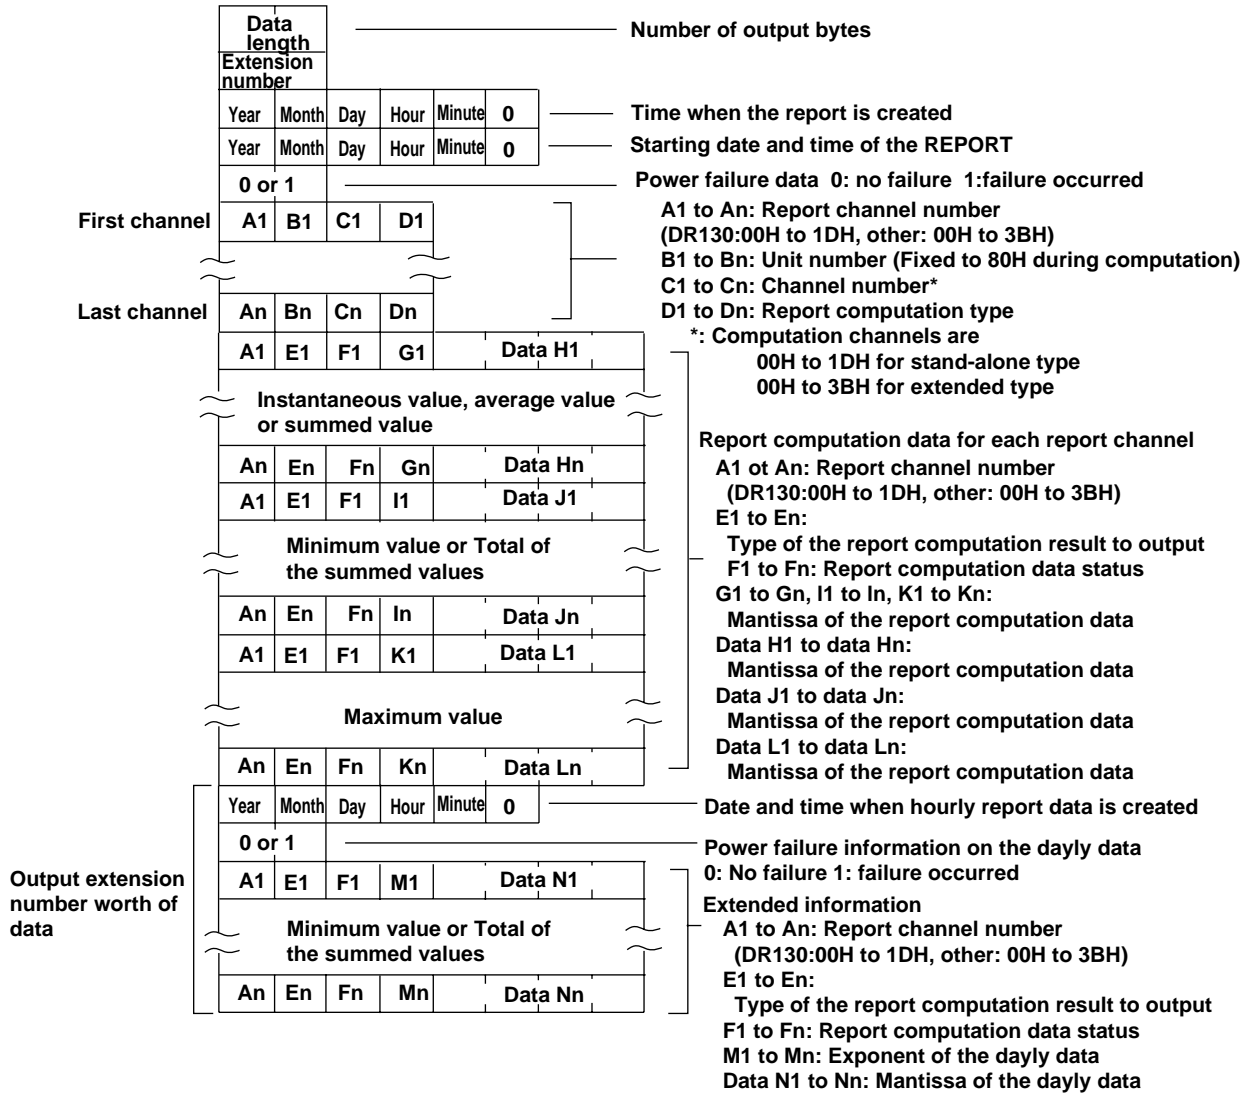 Data
length
Number of output bytes
Extension
number
Year Month Day Hour Minute 0
Time when the report is created
Year Month Day Hour Minute 0
Starting date and time of the REPORT
0 or 1
Power failure data 0: no failure 1:failure occurred
First channel A1 B1 C1 D1
A1 to An: Report channel number
(DR130:00H to 1DH, other: 00H to 3BH)
B1 to Bn: Unit number (Fixed to 80H during computation)
C1 to Cn: Channel number*
Last channel An Bn Cn Dn
D1 to Dn: Report computation type
*: Computation channels are
00H to 1DH for stand-alone type
00H to 3BH for extended type
A1 E1 F1 G1 Data H1
Instantaneous value, average value
or summed value
Report computation data for each report channel
An En Fn Gn Data Hn
A1 ot An: Report channel number
(DR130:00H to 1DH, other: 00H to 3BH)
A1 E1 F1 I1 Data J1
E1 to En:
Type of the report computation result to output
Minimum value or Total of
the summed values
F1 to Fn: Report computation data status
G1 to Gn, I1 to In, K1 to Kn:
Mantissa of the report computation data
An En Fn In Data Jn
Data H1 to data Hn:
Mantissa of the report computation data
A1 E1 F1 K1 Data L1
Data J1 to data Jn:
Mantissa of the report computation data
Maximum value
Data L1 to data Ln:
Mantissa of the report computation data
An En Fn Kn Data Ln
Year Month Day Hour Minute 0
Date and time when hourly report data is created
0 or 1
Power failure information on the dayly data
0: No failure 1: failure occurred
Output extension
number worth of
data
A1 E1 F1 M1 Data N1
Extended information
A1 to An: Report channel number
(DR130:00H to 1DH, other: 00H to 3BH)
Minimum value or Total of
the summed values
E1 to En:
Type of the report computation result to output
An En Fn Mn Data Nn
F1 to Fn: Report computation data status
M1 to Mn: Exponent of the dayly data
Data N1 to Nn: Mantissa of the dayly data